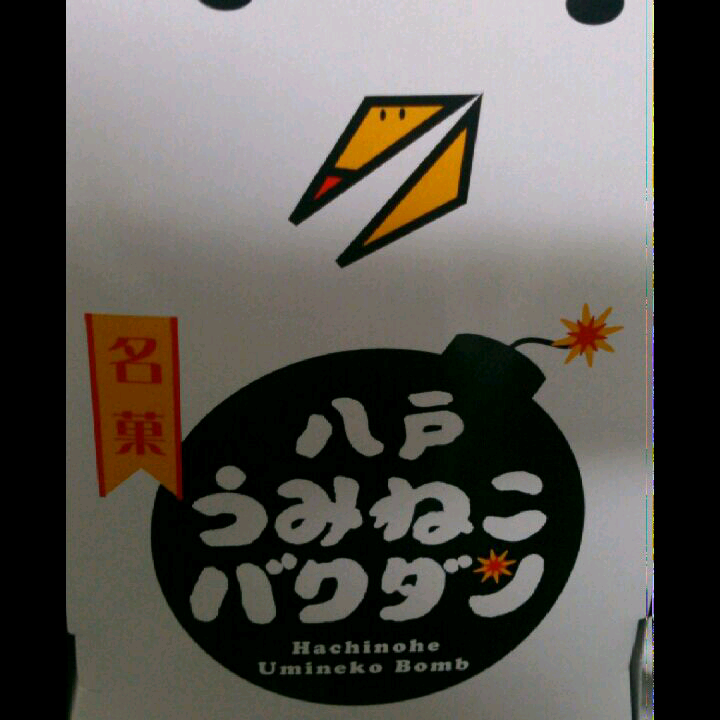 名菓
八戸
うみねこ
バクダン
Hachinohe
Umineko Bomb